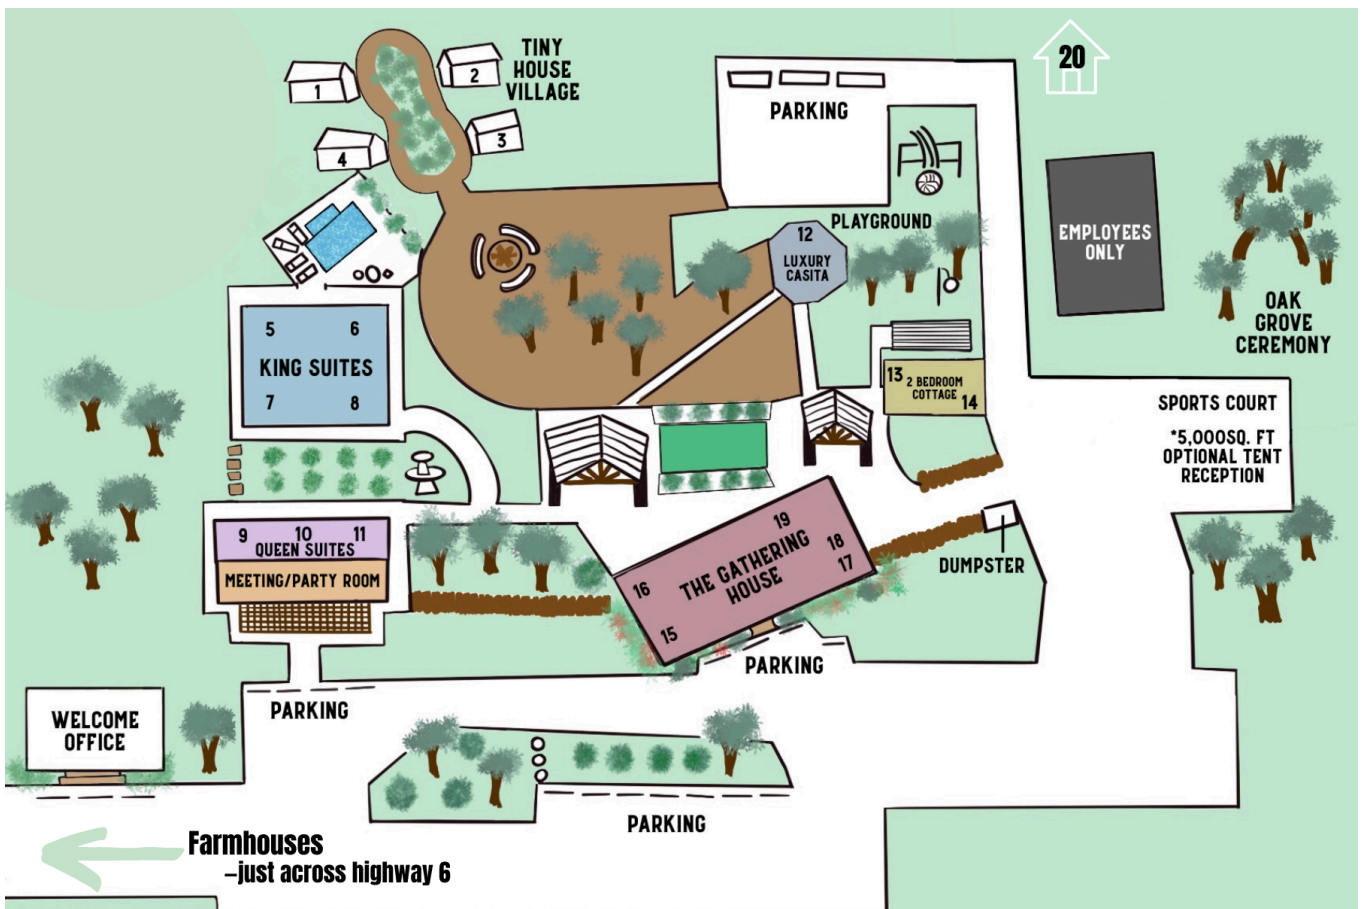 TINY
HOUSE
VILLAGE
1
2
3
4
20
PARKING
PLAYGROUND
12
LUXURY
CASITA
EMPLOYEES
ONLY
OAK
GROVE
CEREMONY
5
6
KING SUITES
7
8
13
2 BEDROOM
COTTAGE
14
SPORTS COURT
*5,000SQ. FT
OPTIONAL TENT
RECEPTION
9
10
11
QUEEN SUITES
MEETING/PARTY ROOM
19
18
17
16
15
THE GATHERING
HOUSE
DUMPSTER
PARKING
PARKING
WELCOME
OFFICE
PARKING
Farmhouses
–just across highway 6